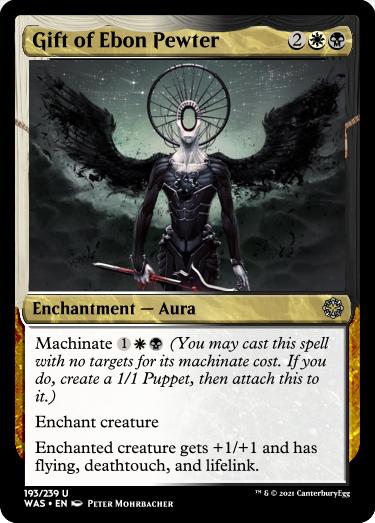 Gift of Ebon Pewter 2
Enchantment — Aura
Machinate 1 (You may cast this spell
with no targets for its machinate cost. If you
do, create a 1/1 Puppet, then attach this to
it.)
Enchant creature
Enchanted creature gets +1/+1 and has
flying, deathtouch, and lifelink.
193/239 U
WAS • EN Peter Mohrbacher
™ & © 2021 CanterburyEgg